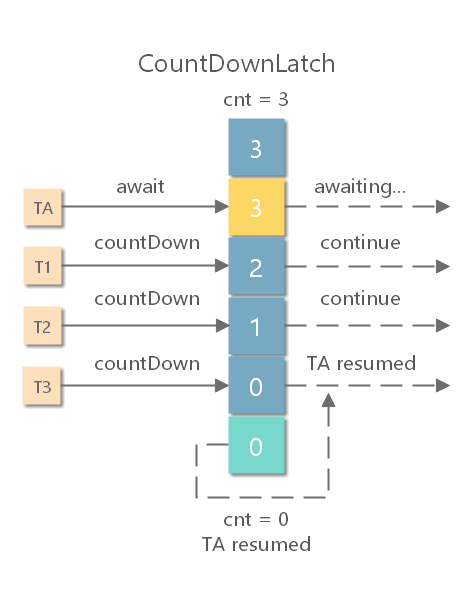 CountDownLatch
cnt = 3
3
TA await 3 awaiting...
T1 countDown 2 continue
T2 countDown 1 continue
T3 countDown 0 TA resumed
0
cnt = 0
TA resumed